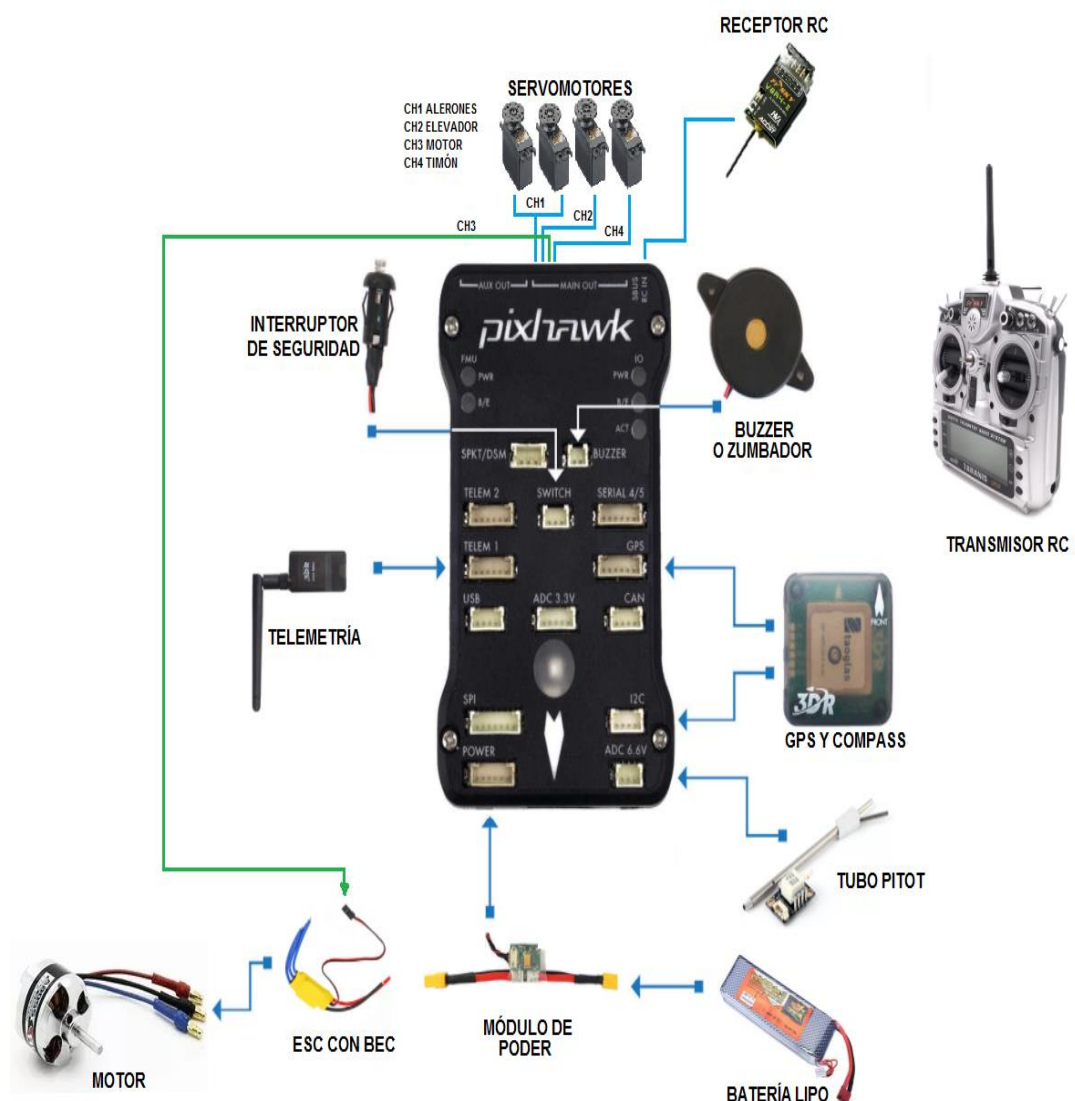 RECEPTOR RC
SERVOMOTORES
CH1 ALERONES
CH2 ELEVADOR
CH3 MOTOR
CH4 TIMÓN
CH1
CH2
CH3
CH4
AUX OUT
MAIN OUT
SBUS
RC IN
pixhawk
INTERRUPTOR
DE SEGURIDAD
FMU
IO
PWR
PWR
B/E
B/E
ACT
BUZZER
O ZUMBADOR
SPKT/DSM
BUZZER
TELEM 2
SWITCH
SERIAL 4/5
TELEM 1
GPS
USB
ADC 3.3V
CAN
TELEMETRÍA
TARANIS
TRANSMISOR RC
FRONT
taoglas
3DR
GPS Y COMPASS
SPI
I2C
POWER
ADC 6.6V
TUBO PITOT
MOTOR
ESC CON BEC
MÓDULO DE
PODER
BATERÍA LIPO